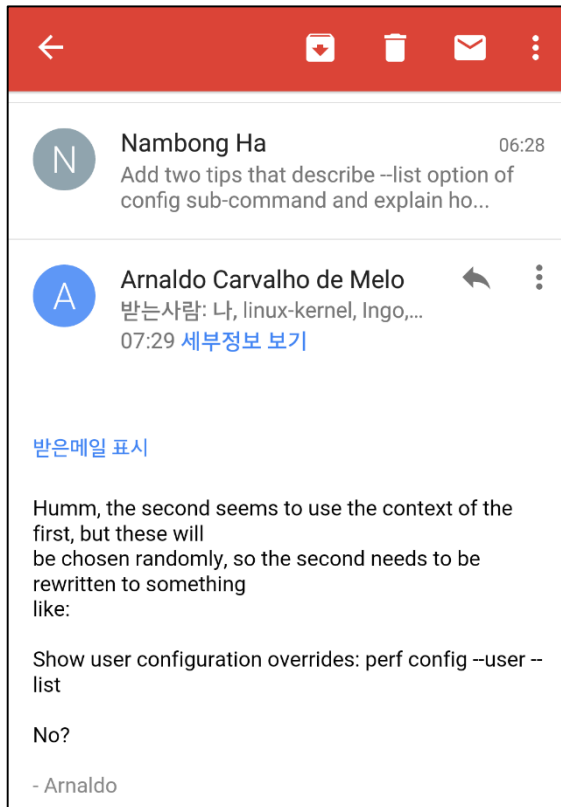 N
Nambong Ha
06:28
Add two tips that describe --list option of
config sub-command and explain ho...
A
Arnaldo Carvalho de Melo
받는사람: 나, linux-kernel, Ingo,...
07:29 세부정보 보기
받은메일 표시
Humm, the second seems to use the context of the
first, but these will
be chosen randomly, so the second needs to be
rewritten to something
like:
Show user configuration overrides: perf config --user --
list
No?
- Arnaldo